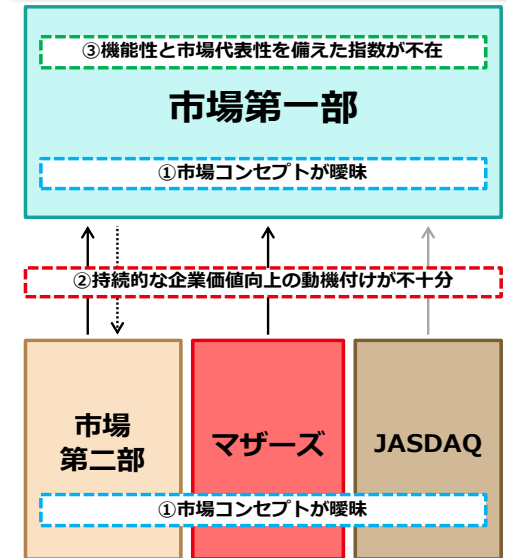 ③機能性と市場代表性を備えた指数が不在
市場第一部
①市場コンセプトが曖昧
②持続的な企業価値向上の動機付けが不十分
市場
第二部
マザーズ
JASDAQ
①市場コンセプトが曖昧